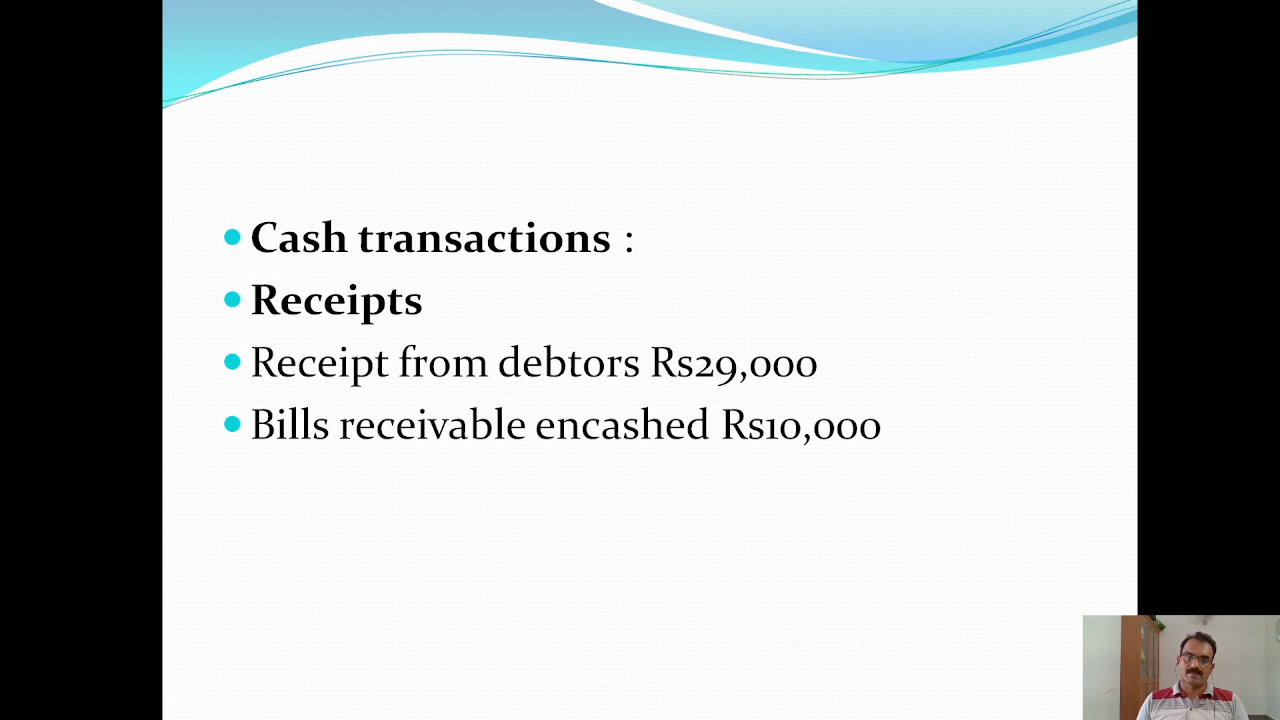 Cash transactions :
Receipts
Receipt from debtors Rs29,000
Bills receivable encashed Rs10,000